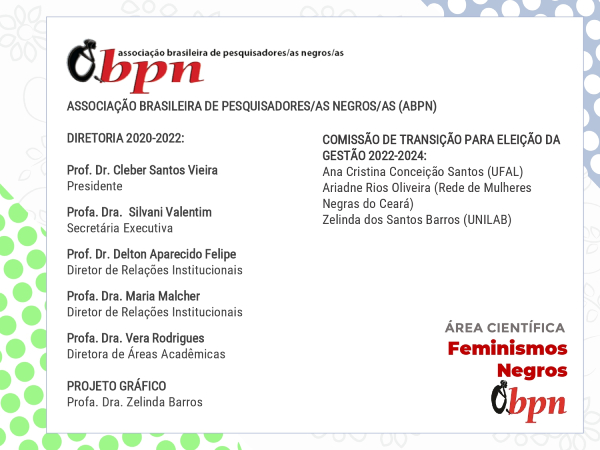 associação brasileira de pesquisadores/as negros/as
Obpn
ASSOCIAÇÃO BRASILEIRA DE PESQUISADORES/AS NEGROS/AS (ABPN)
DIRETORIA 2020-2022:
Prof. Dr. Cleber Santos Vieira
Presidente
Profa. Dra. Silvani Valentim
Secretária Executiva
Prof. Dr. Delton Aparecido Felipe
Diretor de Relações Institucionais
Profa. Dra. Maria Malcher
Diretor de Relações Institucionais
Profa. Dra. Vera Rodrigues
Diretora de Áreas Acadêmicas
PROJETO GRÁFICO
Profa. Dra. Zelinda Barros
COMISSÃO DE TRANSIÇÃO PARA ELEIÇÃO DA
GESTÃO 2022-2024:
Ana Cristina Conceição Santos (UFAL)
Ariadne Rios Oliveira (Rede de Mulheres
Negras do Ceará)
Zelinda dos Santos Barros (UNILAB)
ÁREA CIENTÍFICA
Feminismos
Negros
Obpn